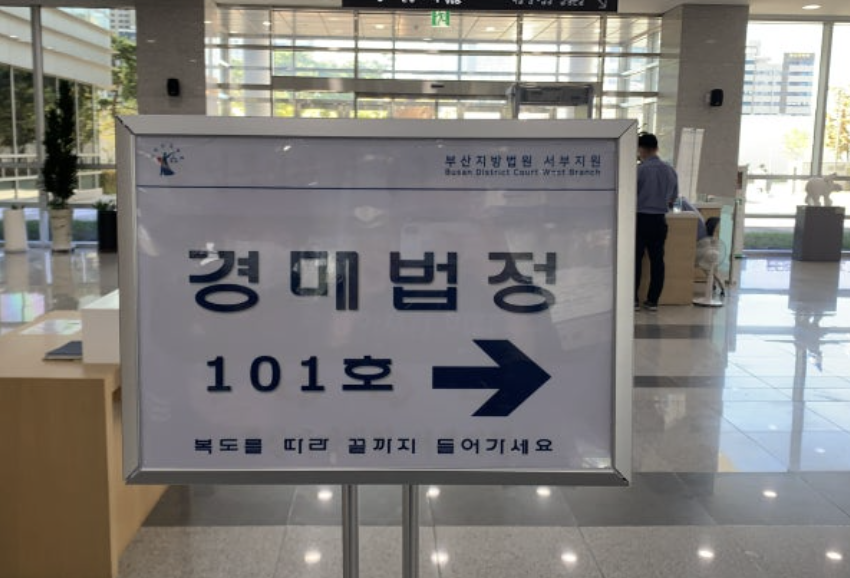 부산지방법원 서부지원
Busan District Court West Branch
경매법정
101호
복도를 따라 끝까지 들어가세요